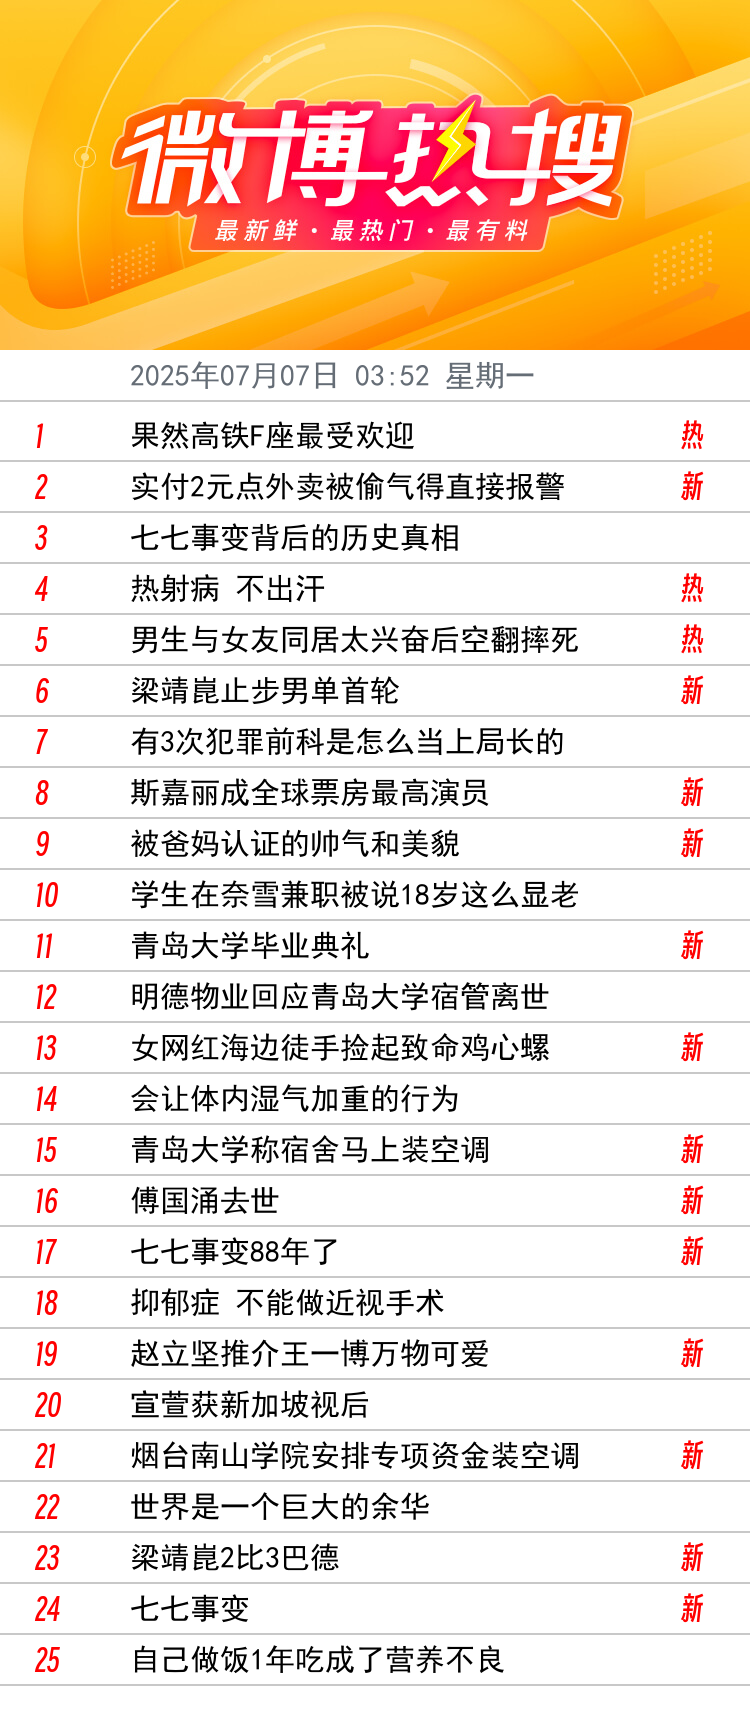 微博热搜
最新鲜·最热门·最有料
2025年07月07日 03:52 星期一
1 果然高铁F座最受欢迎 热
2 实付2元点外卖被偷气得直接报警 新
3 七七事变背后的历史真相
4 热射病 不出汗 热
5 男生与女友同居太兴奋后空翻摔死 热
6 梁靖崑止步男单首轮 新
7 有3次犯罪前科是怎么当上局长的
8 斯嘉丽成全球票房最高演员 新
9 被爸妈认证的帅气和美貌 新
10 学生在奈雪兼职被说18岁这么显老
11 青岛大学毕业典礼 新
12 明德物业回应青岛大学宿管离世
13 女网红海边徒手捡起致命鸡心螺 新
14 会让体内湿气加重的行为
15 青岛大学称宿舍马上装空调 新
16 傅国涌去世 新
17 七七事变88年了 新
18 抑郁症 不能做近视手术
19 赵立坚推介王一博万物可爱 新
20 宣萱获新加坡视后
21 烟台南山学院安排专项资金装空调 新
22 世界是一个巨大的余华
23 梁靖崑2比3巴德 新
24 七七事变 新
25 自己做饭1年吃成了营养不良